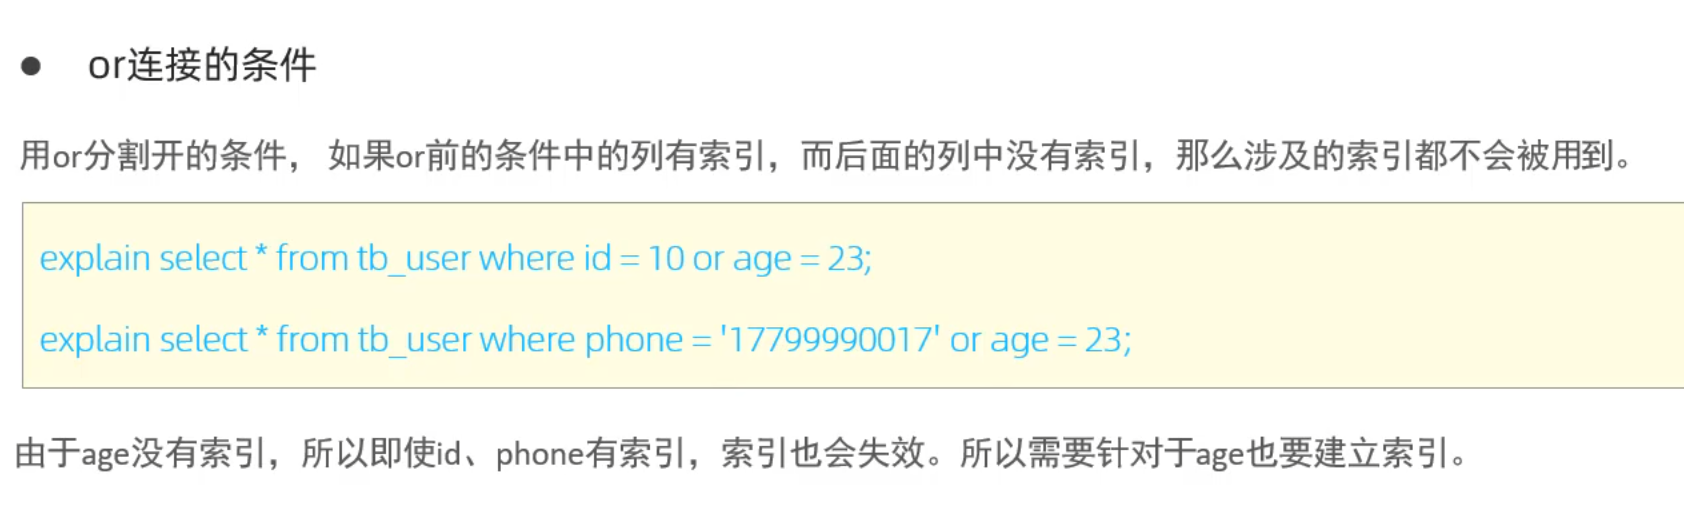 ● or连接的条件
用or分割开的条件， 如果or前的条件中的列有索引，而后面的列中没有索引，那么涉及的索引都不会被用到。
explain select * from tb_user where id = 10 or age = 23;
explain select * from tb_user where phone = '17799990017' or age = 23;
由于age没有索引，所以即使id、phone有索引，索引也会失效。所以需要针对于age也要建立索引。